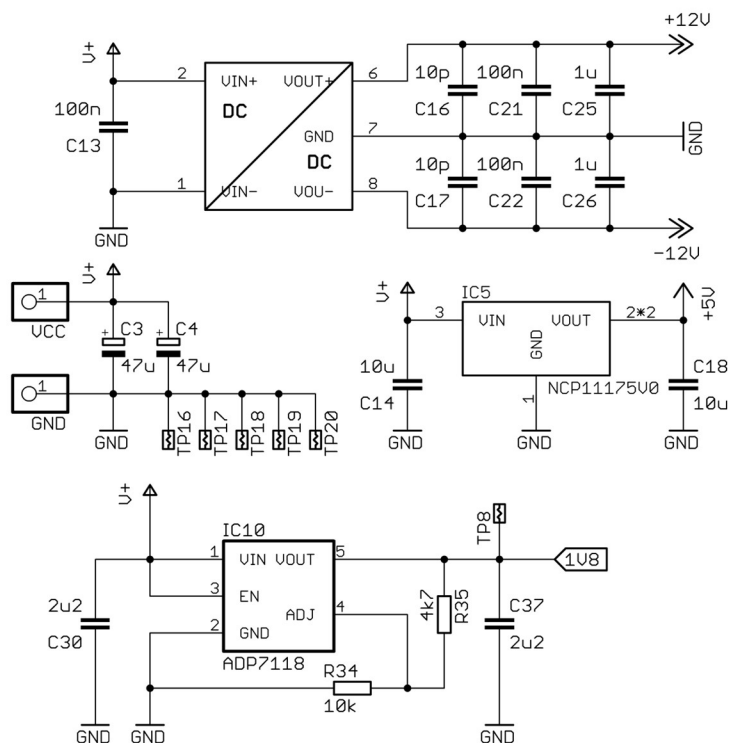 +12V
V+
2
VIN+
VOUT+
6
10p
100n
1u
100n
DC
C16
C21
C25
C13
GND
7
GND
DC
10p
100n
1u
1
VIN-
VOU-
8
C17
C22
C26
GND
-12V
V+
V+
+5V
1
VCC
C3
C4
+
+
47u
47u
IC5
3
VIN
VOUT
2*2
GND
10u
C14
NCP11175V0
C18
10u
1
GND
GND
TP16
TP17
TP18
TP19
TP20
1
GND
GND
GND
V+
IC10
TP8
1
VIN
VOUT
5
1V8
3
EN
2u2
C30
ADJ
4
4k7
R35
C37
2u2
2
GND
ADP7118
R34
10k
GND
GND
GND